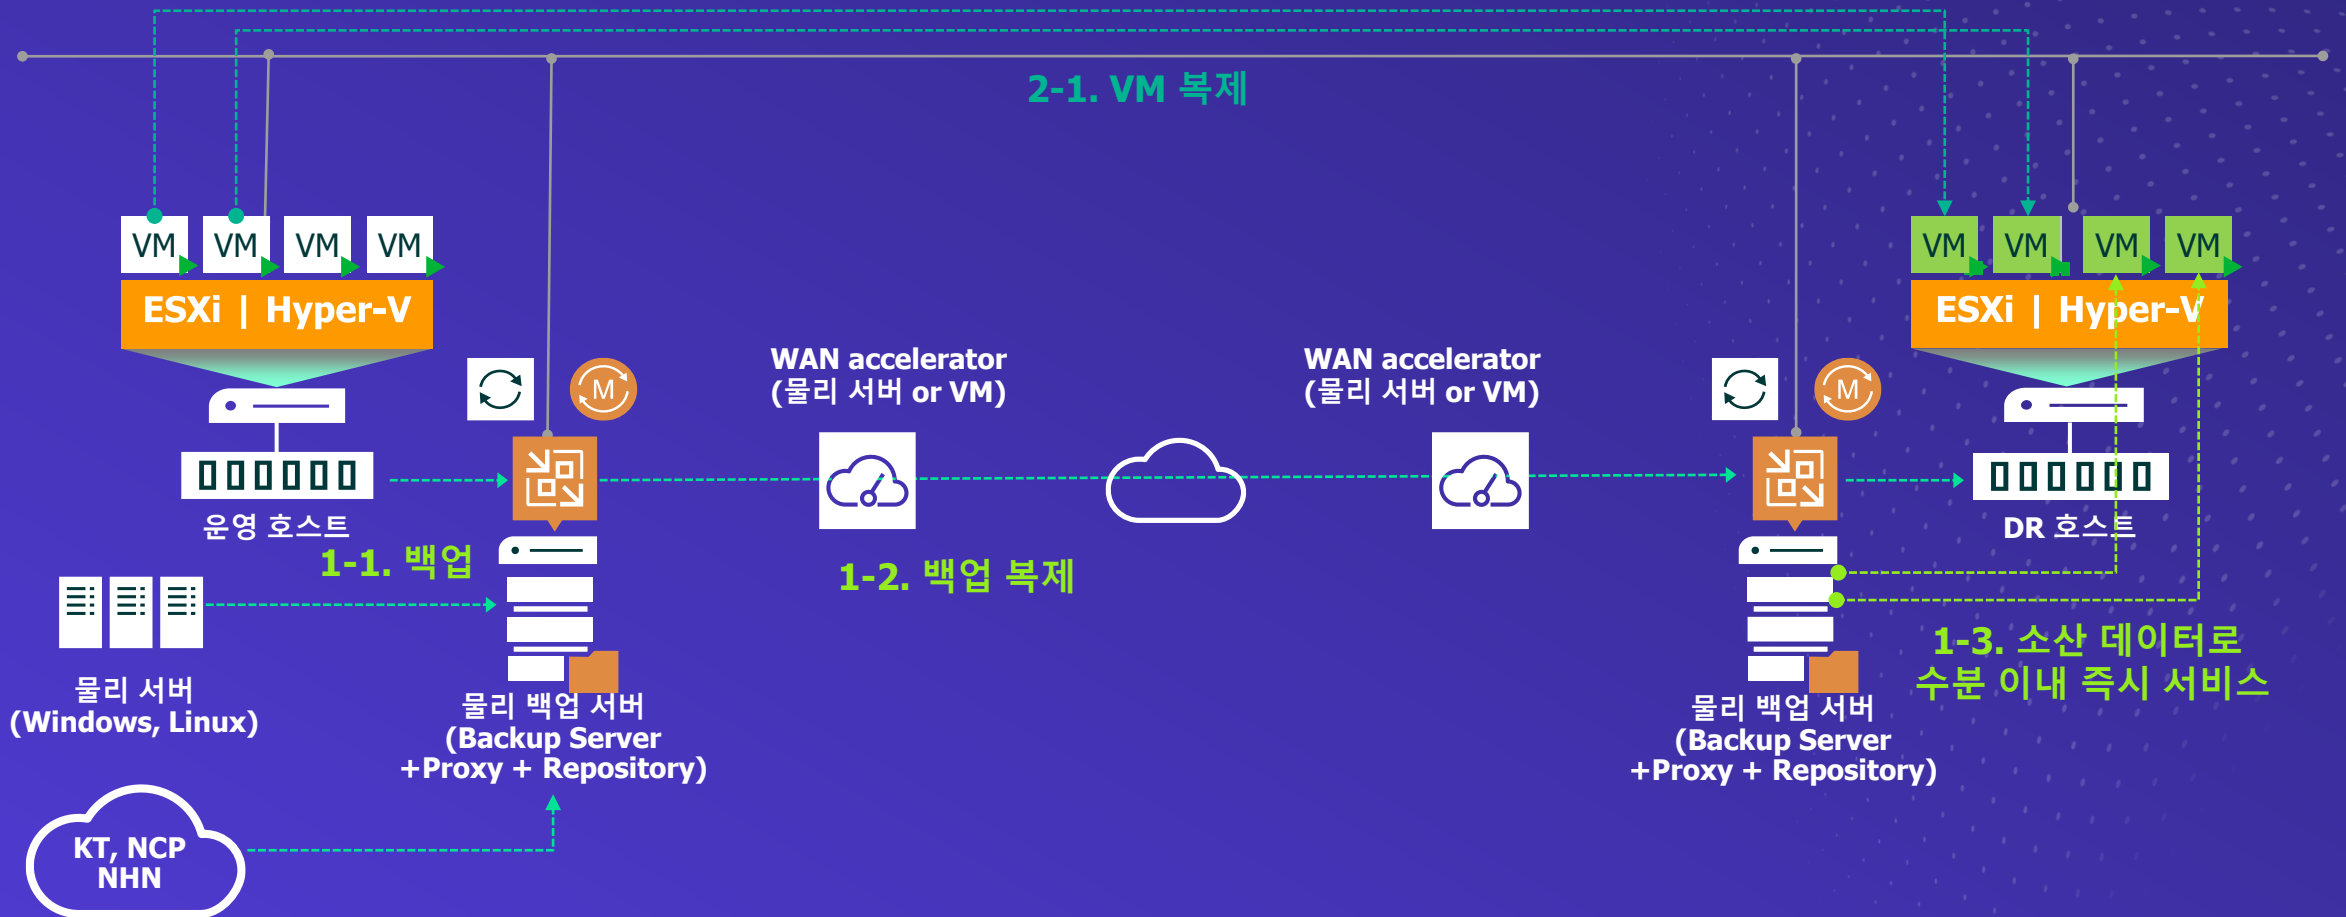 2-1. VM 복제
VM
VM
VM
VM
ESXi | Hyper-V
운영 호스트
1-1. 백업
물리 서버
(Windows, Linux)
KT, NCP
NHN
M
물리 백업 서버
(Backup Server
+Proxy + Repository)
WAN accelerator
(물리 서버 or VM)
1-2. 백업 복제
WAN accelerator
(물리 서버 or VM)
M
물리 백업 서버
(Backup Server
+Proxy + Repository)
VM
VM
VM
VM
ESXi | Hyper-V
DR 호스트
1-3. 소산 데이터로
수분 이내 즉시 서비스